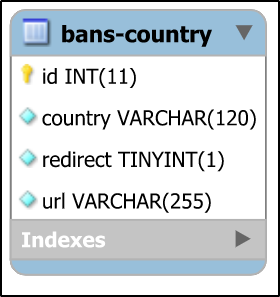 bans-country
id INT(11)
country VARCHAR(120)
redirect TINYINT(1)
url VARCHAR(255)
Indexes